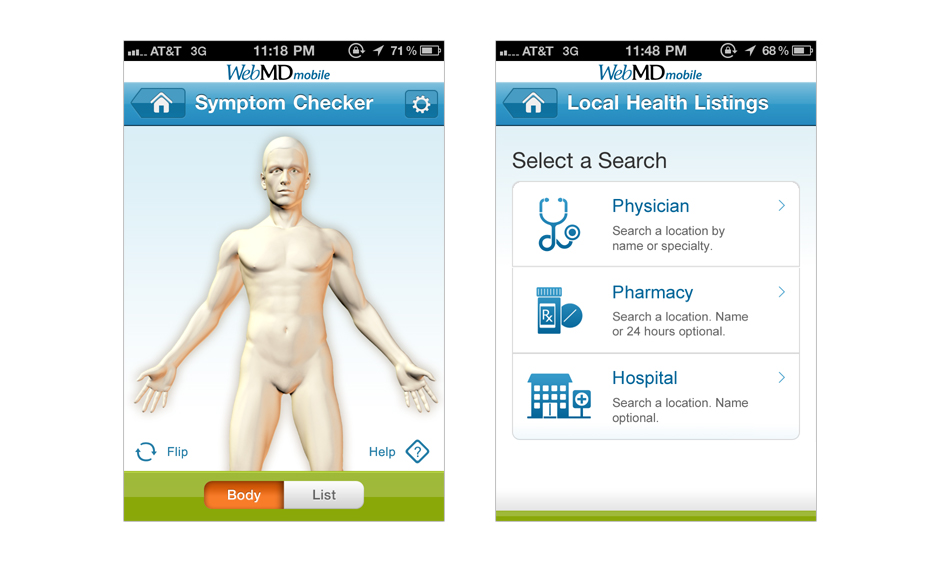 AT&T 3G 11:18 PM 71%
WebMD mobile
Symptom Checker
Flip
Help ?
Body
List
AT&T 3G 11:48 PM 68%
WebMD mobile
Local Health Listings
Select a Search
Physician
Search a location by
name or specialty.
Rx
Pharmacy
Search a location. Name
or 24 hours optional.
Hospital
Search a location. Name
optional.